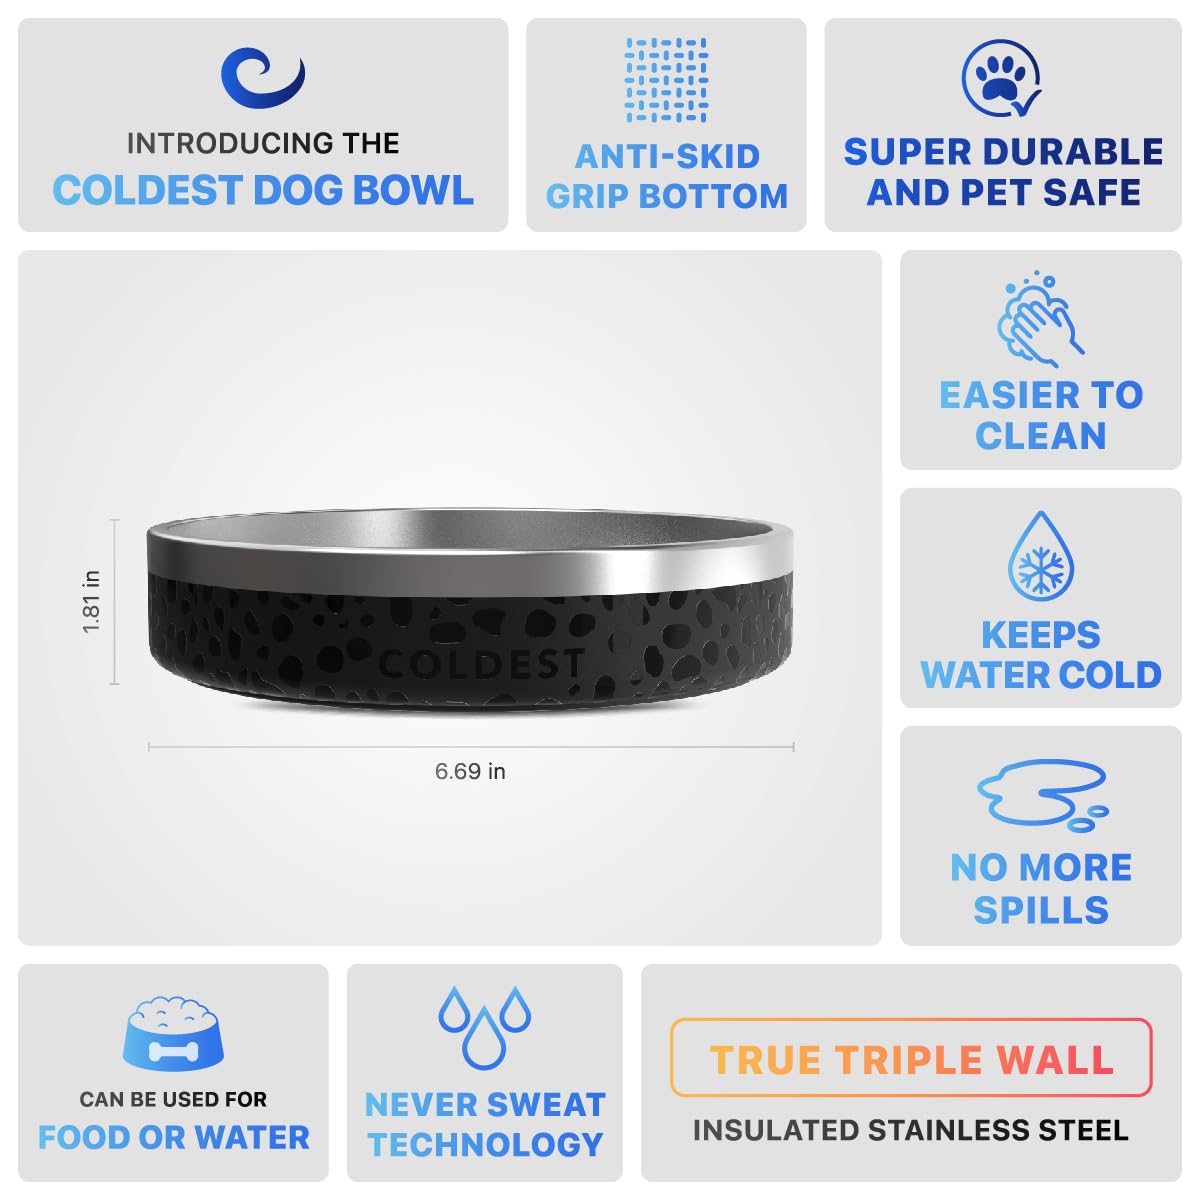 INTRODUCING THE
COLDEST DOG BOWL
ANTI-SKID
GRIP BOTTOM
SUPER DURABLE
AND PET SAFE
EASIER TO
CLEAN
1.81 in
COLDEST
6.69 in
KEEPS
WATER COLD
NO MORE
SPILLS
CAN BE USED FOR
FOOD OR WATER
NEVER SWEAT
TECHNOLOGY
TRUE TRIPLE WALL
INSULATED STAINLESS STEEL